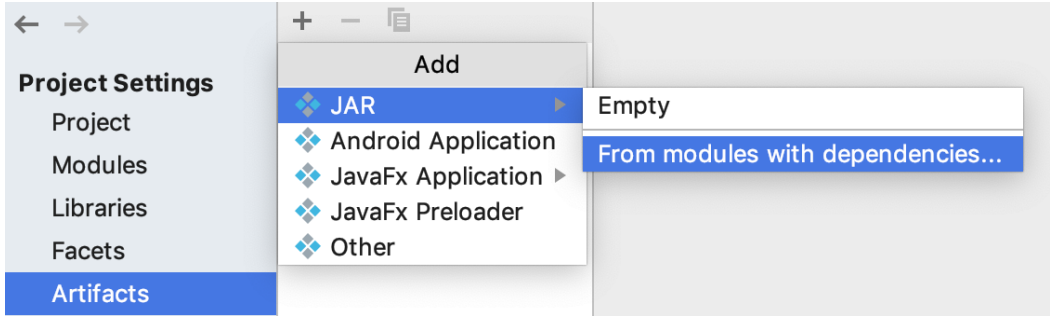 Project Settings
Project
Modules
Libraries
Facets
Artifacts
Add
JAR
Android Application
JavaFx Application
JavaFx Preloader
Other
Empty
From modules with dependencies...